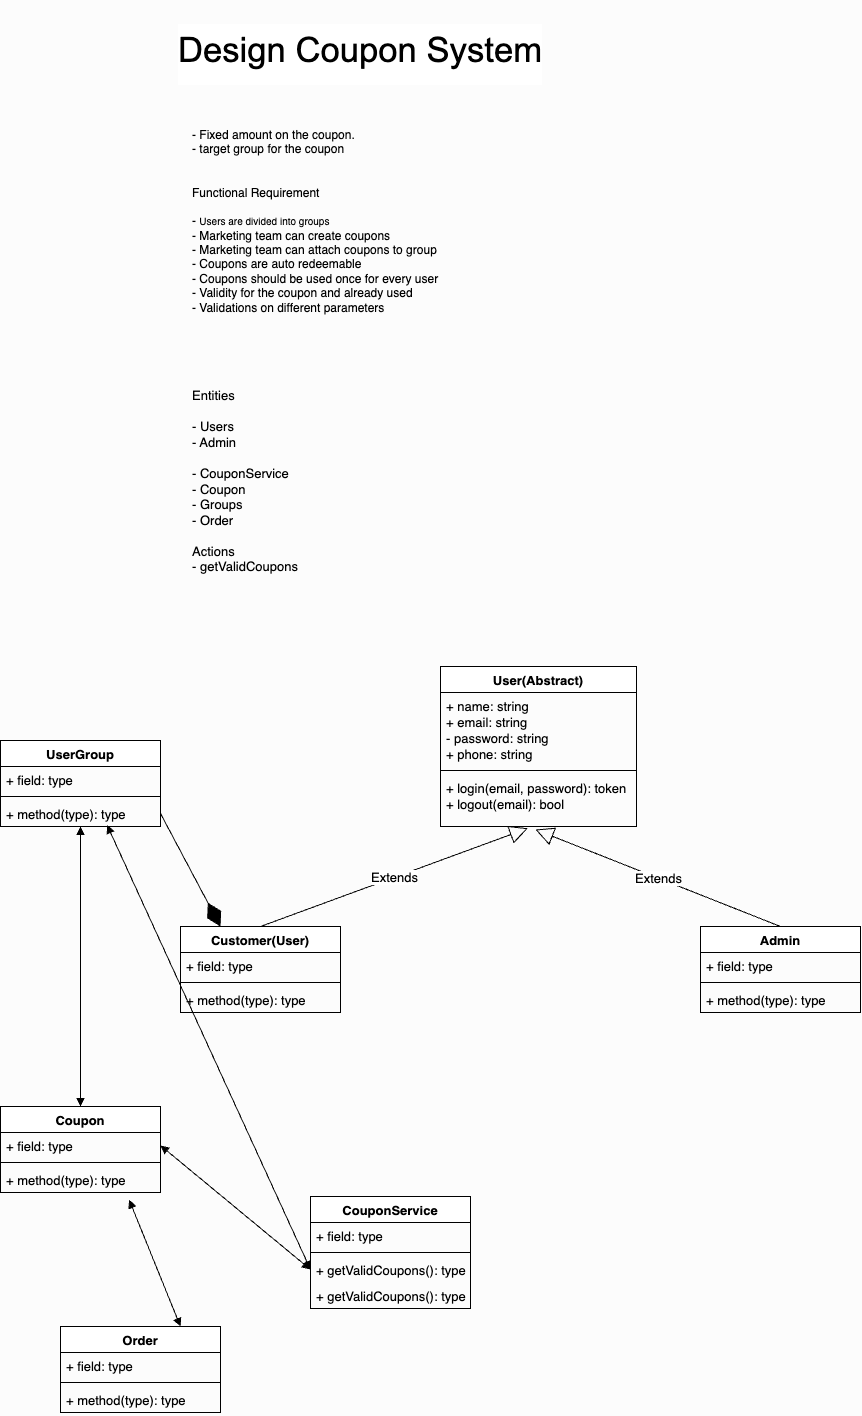 Design Coupon System
- Fixed amount on the coupon.
- target group for the coupon
Functional Requirement
- Users are divided into groups
- Marketing team can create coupons
- Marketing team can attach coupons to group
- Coupons are auto redeemable
- Coupons should be used once for every user
- Validity for the coupon and already used
- Validations on different parameters
Entities
- Users
- Admin
- CouponService
- Coupon
- Groups
- Order
Actions
- getValidCoupons
User(Abstract)
+ name: string
+ email: string
- password: string
+ phone: string
+ login(email, password): token
+ logout(email): bool
UserGroup
+ field: type
+ method(type): type
Extends
Extends
Customer(User)
+ field: type
+ method(type): type
Admin
+ field: type
+ method(type): type
Coupon
+ field: type
+ method(type): type
CouponService
+ field: type
+ getValidCoupons(): type
+ getValidCoupons(): type
Order
+ field: type
+ method(type): type